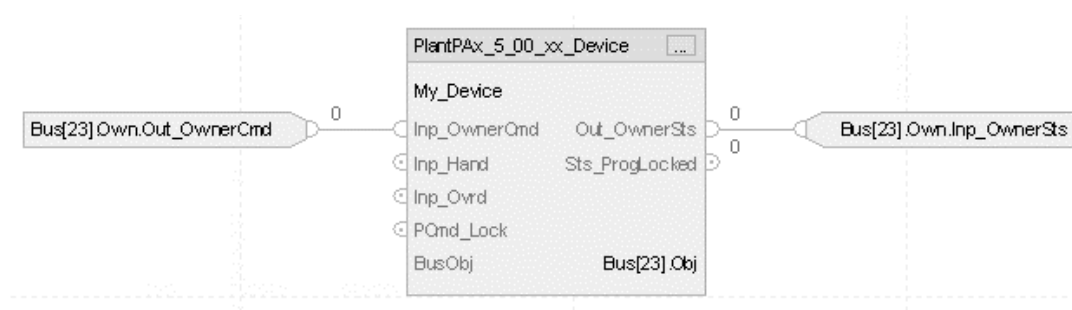 PlantPAx_5_00_xx_Device ...
My_Device
Bus[23].Own.Out_OwnerCmd 0 Inp_OwnerCmd Out_OwnerSts 0 Bus[23].Own.Inp_OwnerSts
Inp_Hand Sts_ProgLocked 0
Inp_Ovrd
PCmd_Lock
BusObj Bus[23].Obj